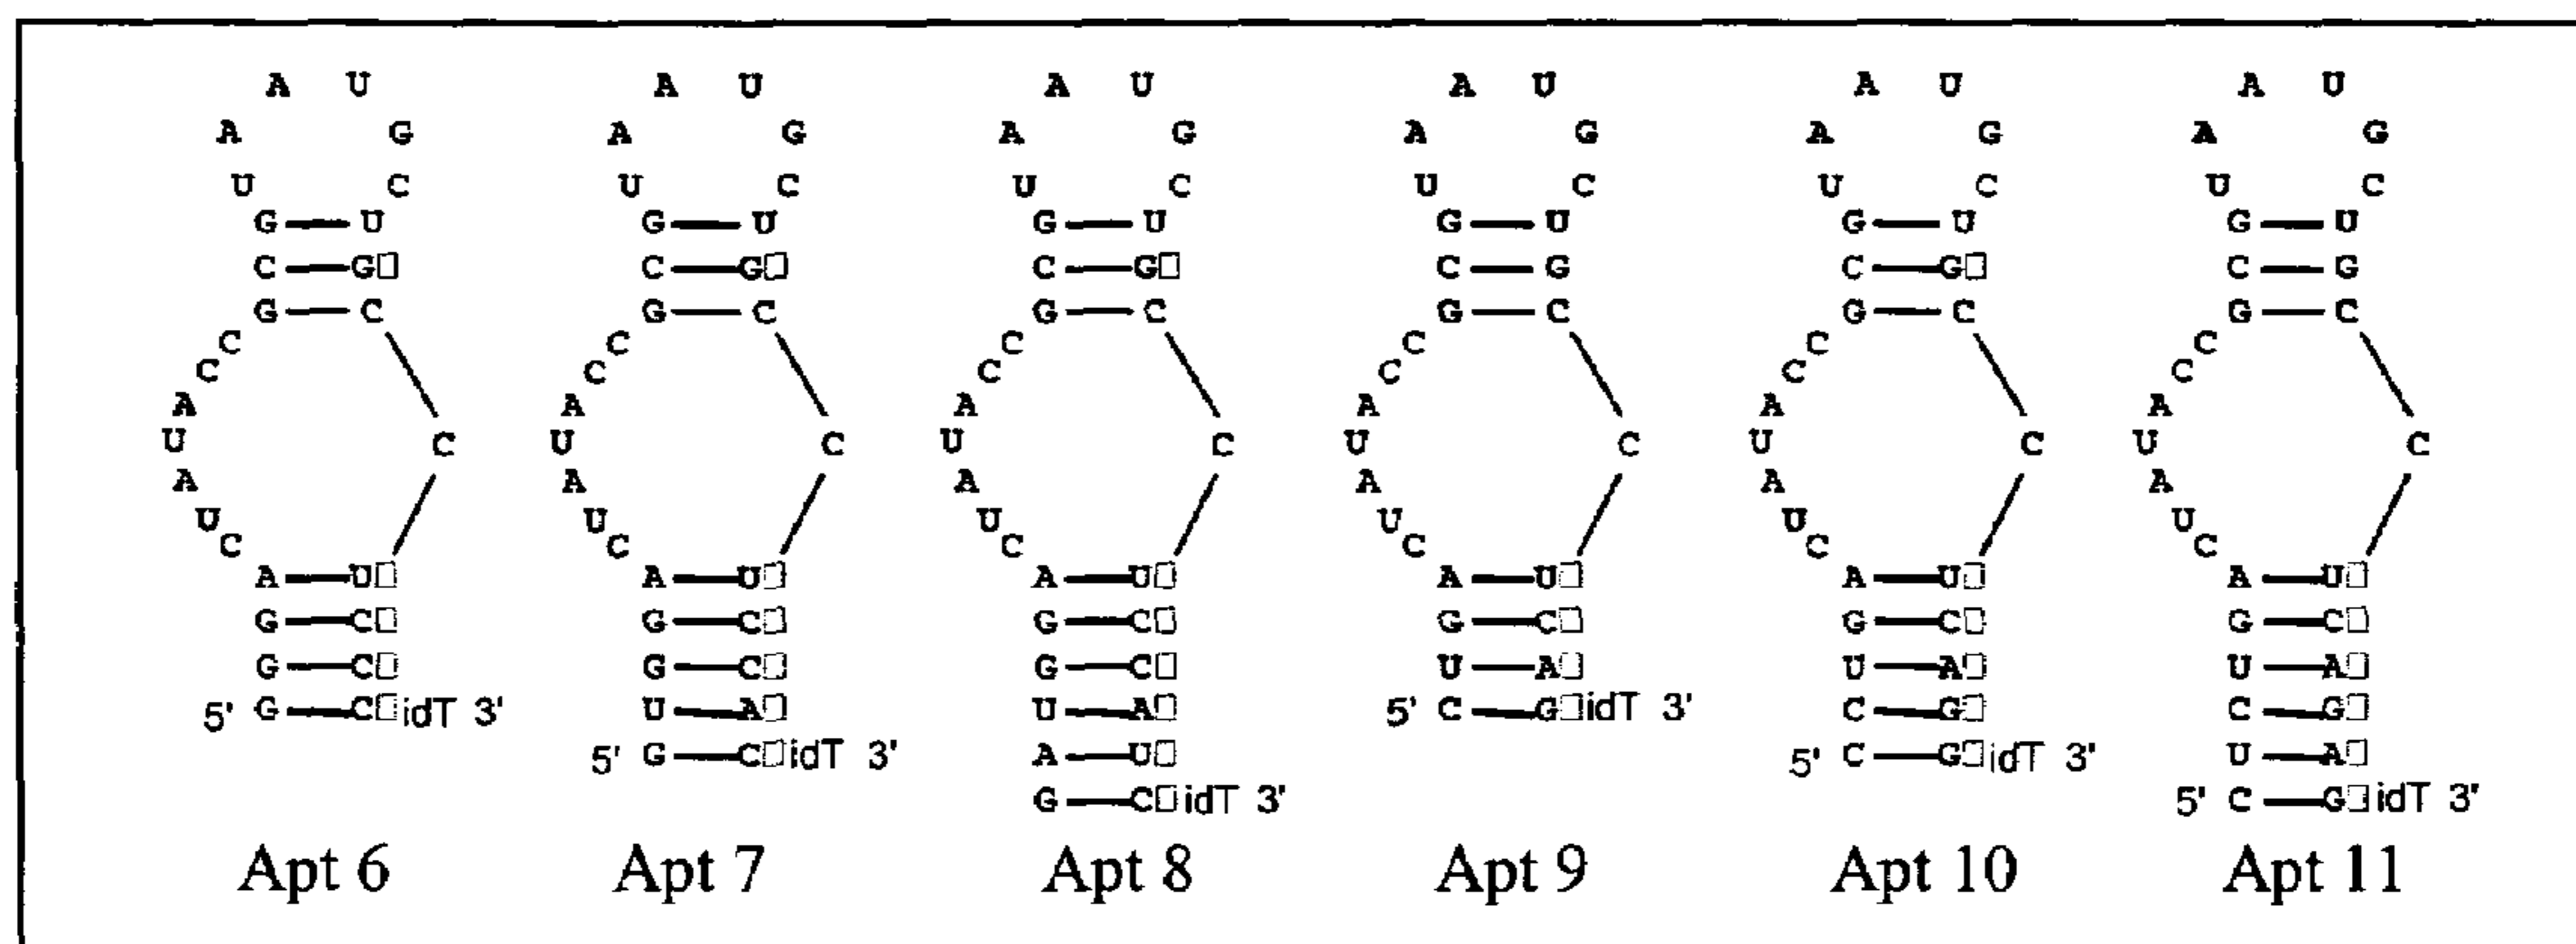 A U A U A U A U A U A U
A G A G A G A G A G A G
U C U C U C U C U C U C
G U G U G U G U G U G U
C G□ C G□ C G□ C G C G□ C G
G C G C G C G C G C G C
C C C C C C
C C C C C C
A A A A A A
U C U C U C U C U C U C
A A A A A A
U U U U U U
C C C C C C
A U□ A U□ A U□ A U□ A U□ A U□
G C□ G C□ G C□ G C□ G C□ G C□
G C□ G C□ G C□ U A□ U A□ U A□
5' G C□idT 3' U A□ U A□ 5' C G□idT 3' C G□ C G□
5' G C□idT 3' A U□ 5' C G□idT 3' U A□
G C□idT 3' 5' C G□idT 3'
Apt 6 Apt 7 Apt 8 Apt 9 Apt 10 Apt 11